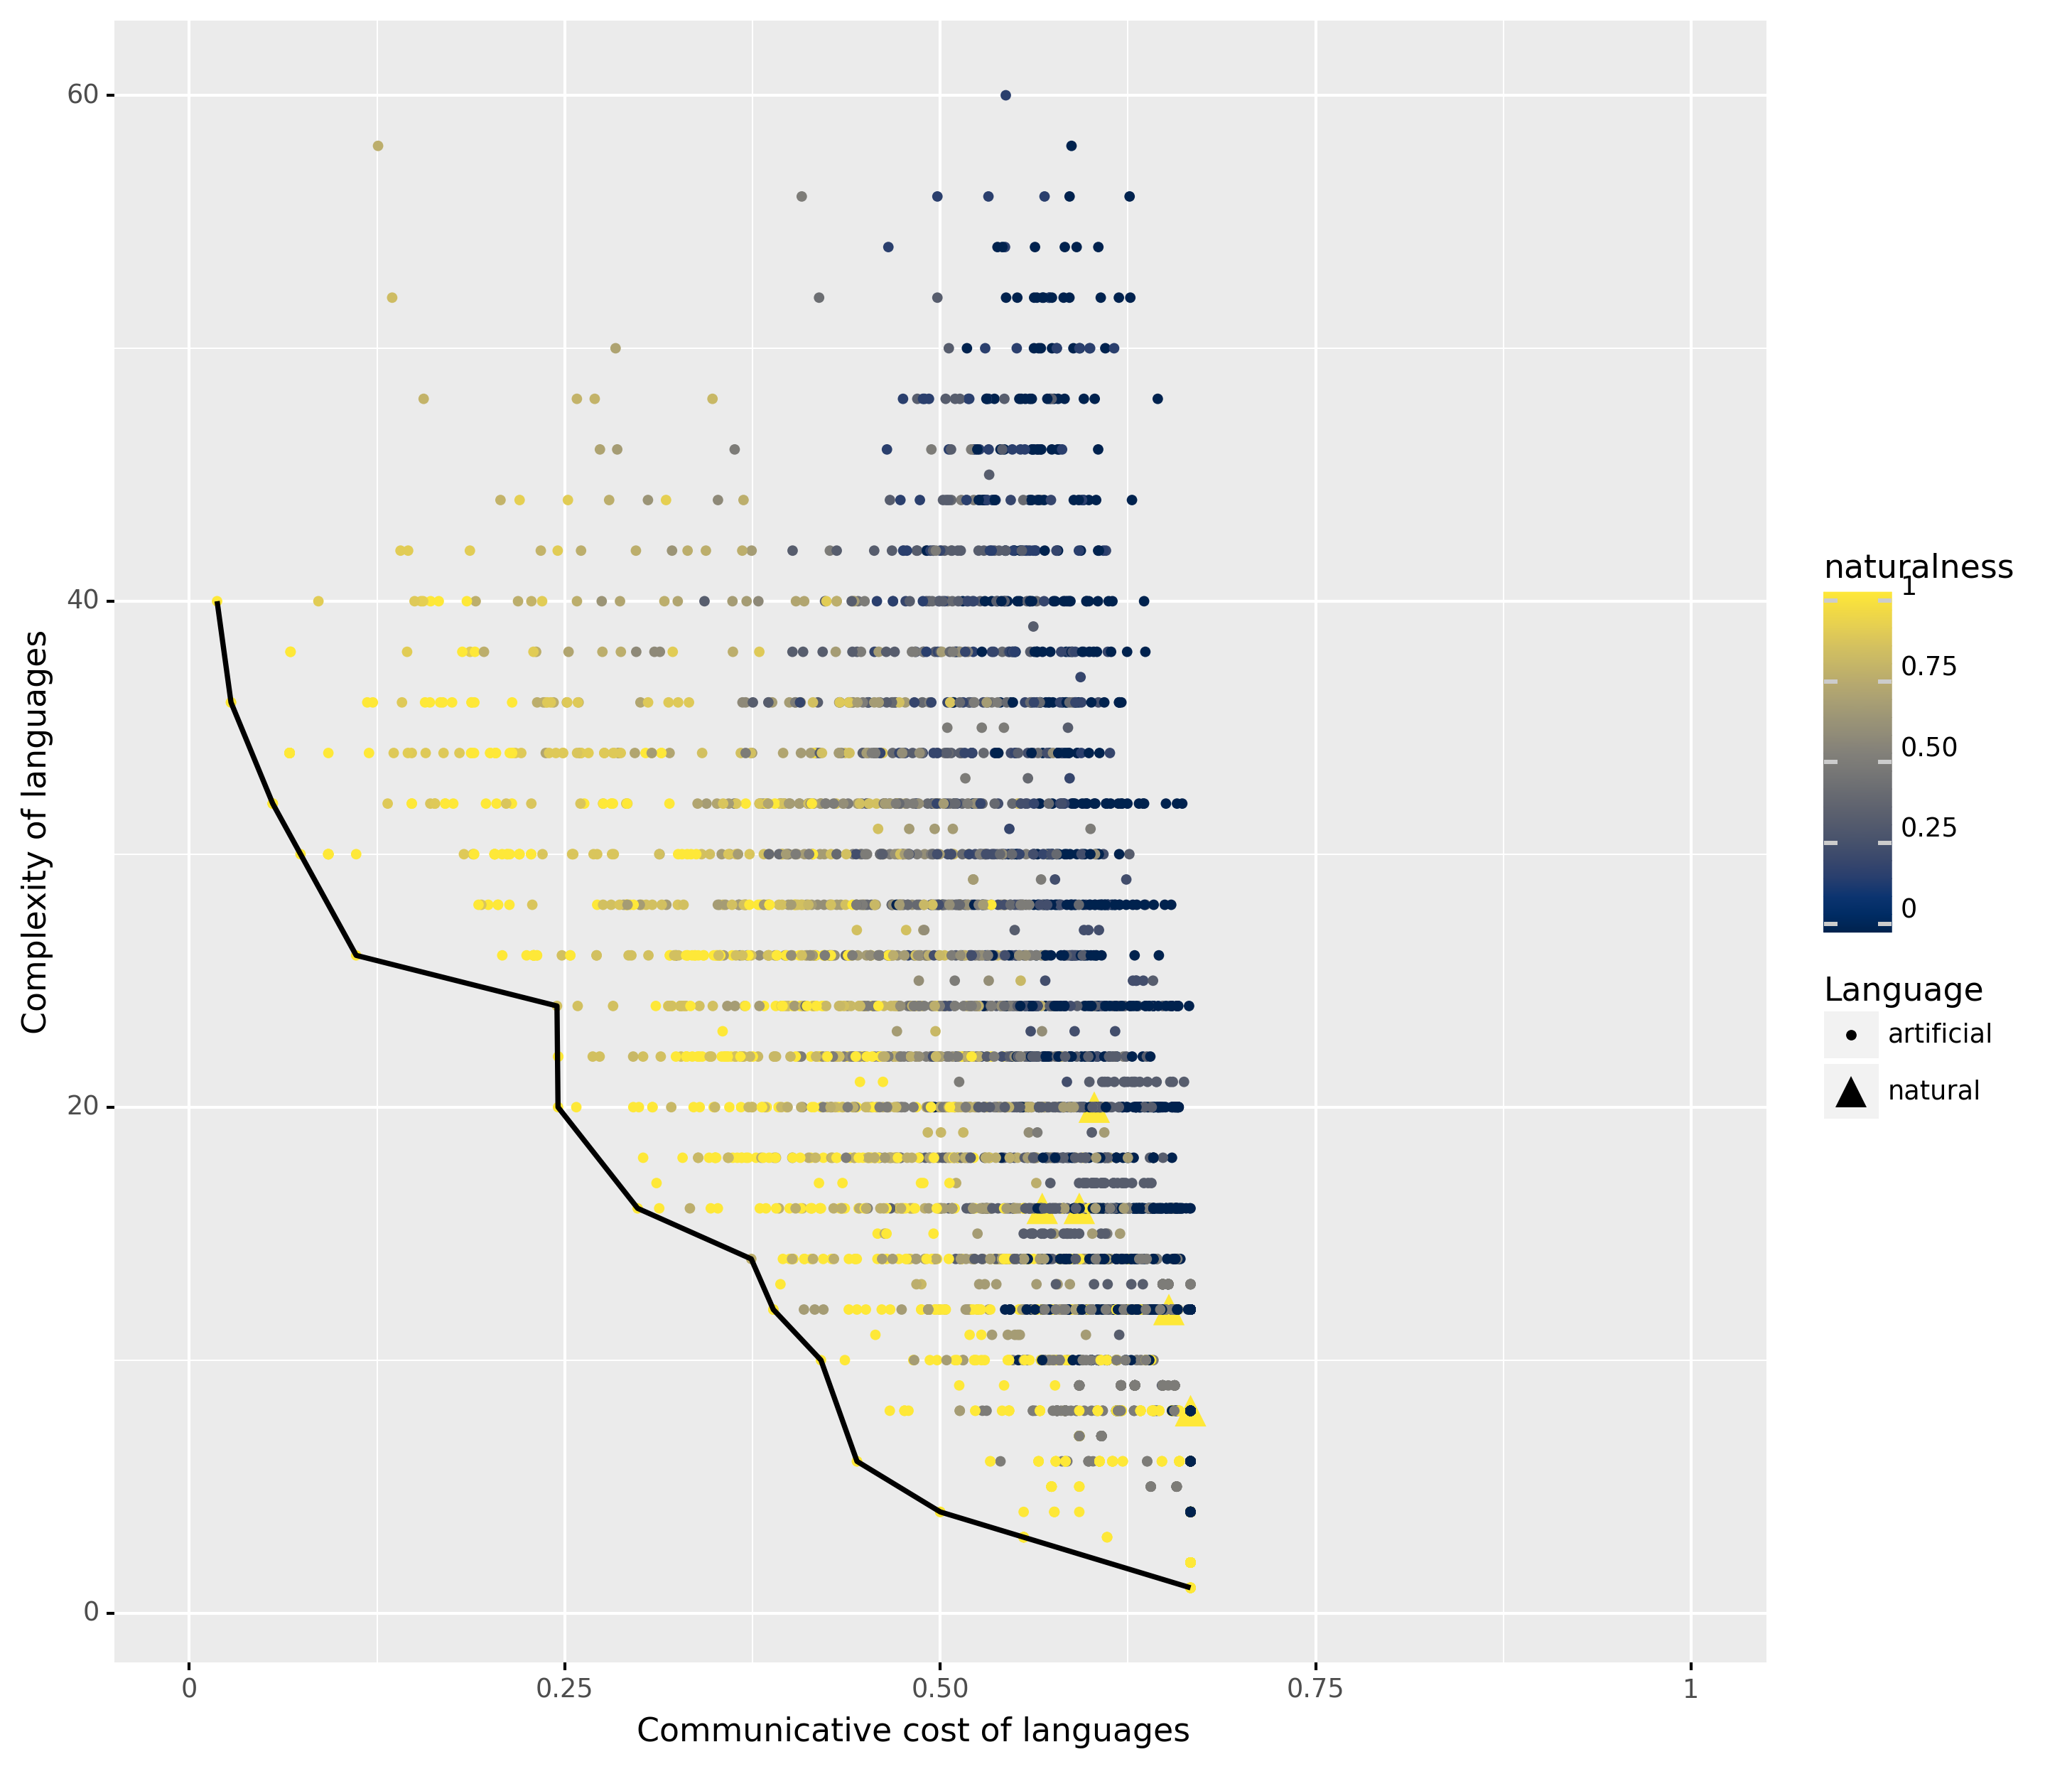 60
40
20
0
Complexity of languages
0
0.25
0.50
0.75
1
Communicative cost of languages
naturalness
1
0.75
0.50
0.25
0
Language
artificial
natural